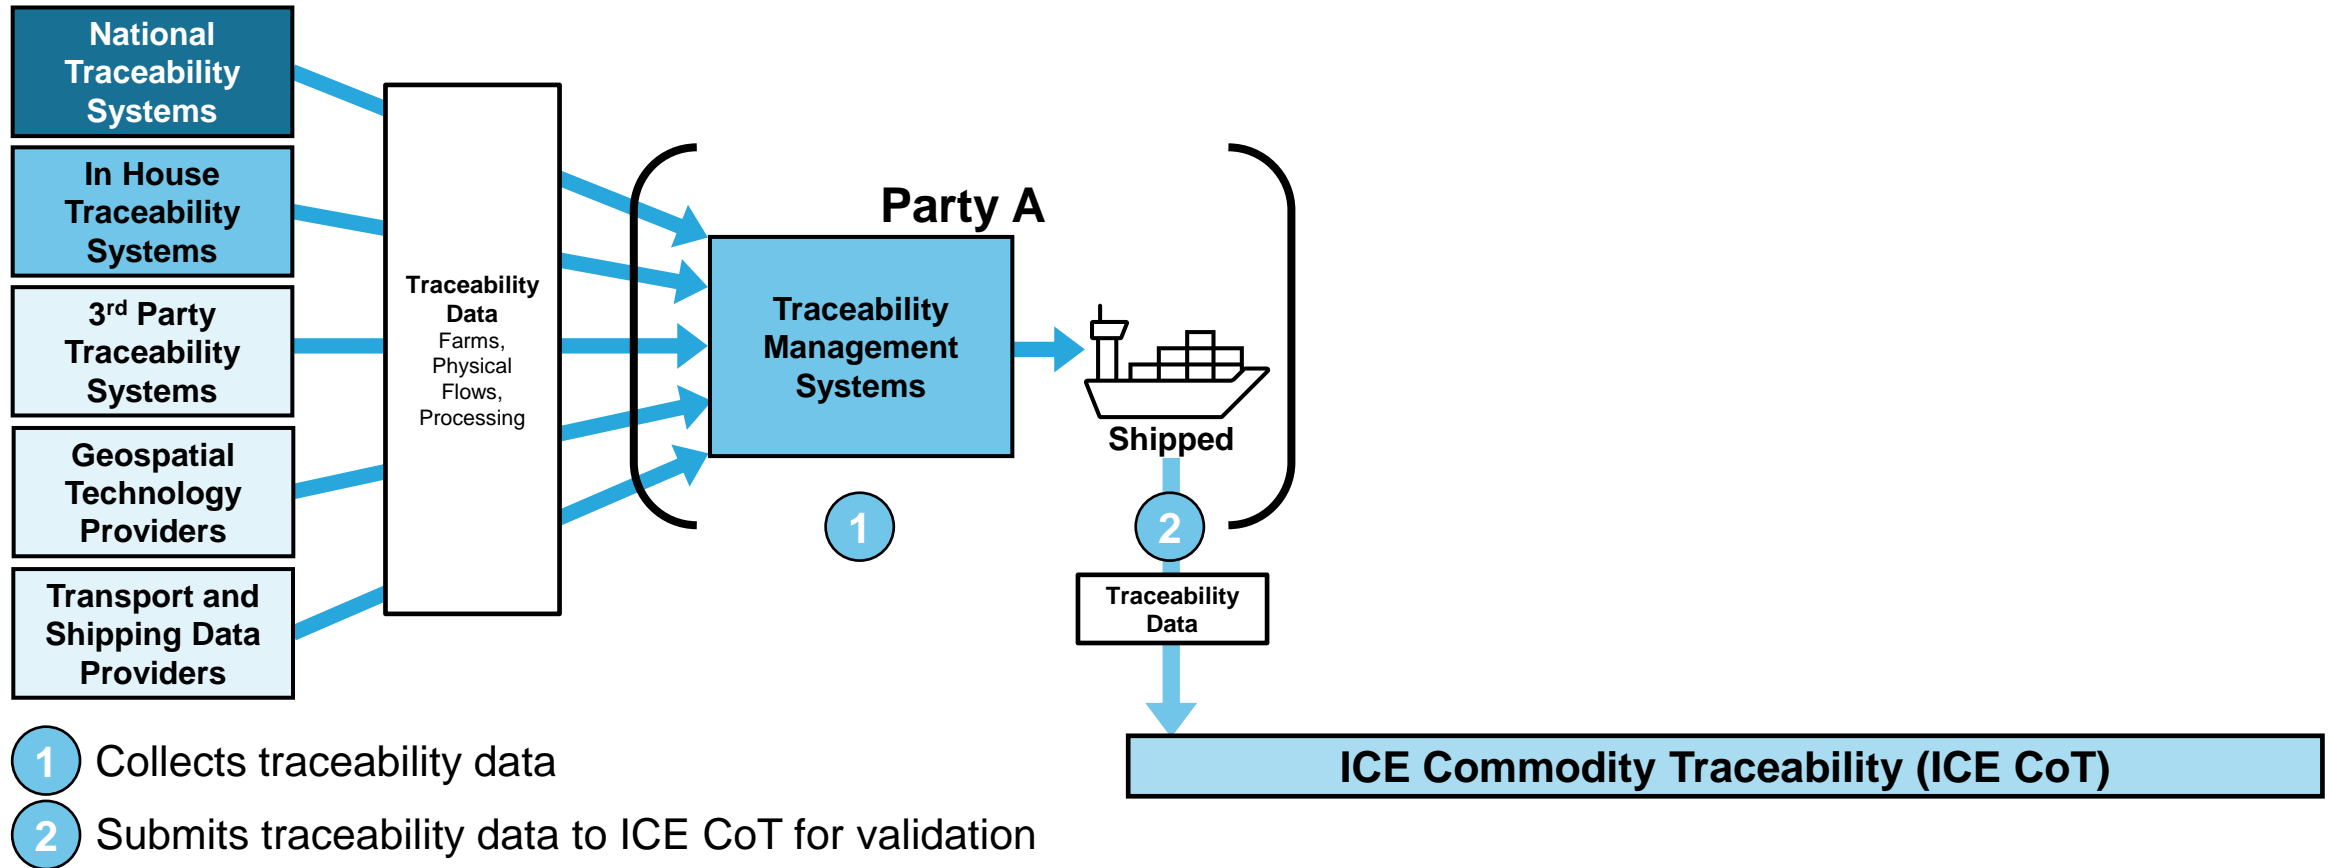 National
Traceability
Systems
In House
Traceability
Systems
3rd Party
Traceability
Systems
Geospatial
Technology
Providers
Transport and
Shipping Data
Providers
Traceability
Data
Farms,
Physical
Flows,
Processing
Party A
Traceability
Management
Systems
Shipped
1
2
Traceability
Data
ICE Commodity Traceability (ICE CoT)
1 Collects traceability data
2 Submits traceability data to ICE CoT for validation